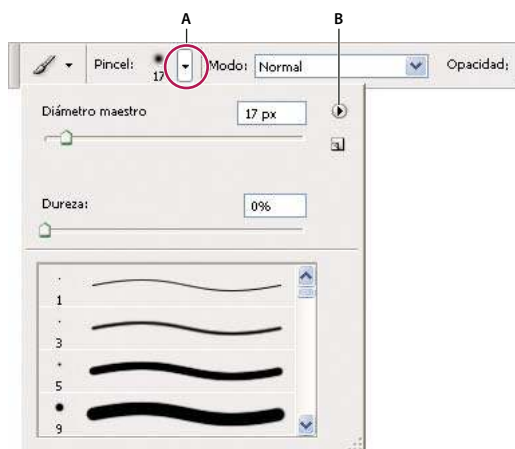 A B
Pincel: 17 Modo: Normal Opacidad:
Diámetro maestro 17 px
Dureza: 0%
1
3
5
9